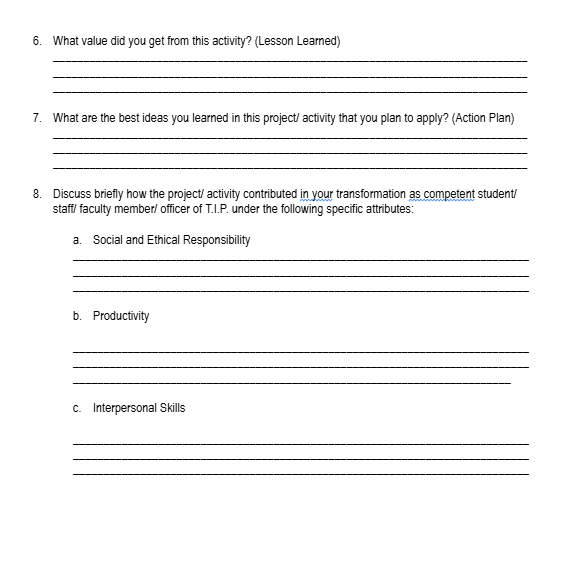 6. What value did you get from this activity? (Lesson Learned)
7. What are the best ideas you learned in this project/ activity that you plan to apply? (Action Plan)
8. Discuss briefly how the project/ activity contributed in your transformation as competent student/
staff/ faculty member/ officer of T.I.P. under the following specific attributes:
a. Social and Ethical Responsibility
b. Productivity
c. Interpersonal Skills